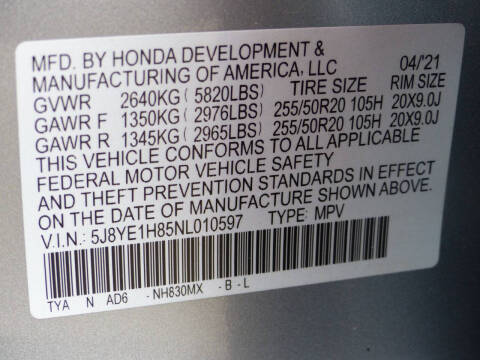 MFD. BY HONDA DEVELOPMENT & 04/'21
MANUFACTURING OF AMERICA, LLC
GVWR 2640KG (5820LBS) TIRE SIZE RIM SIZE
GAWR F 1350KG (2976LBS) 255/50R20 105H 20X9.0J
GAWR R 1345KG (2965LBS) 255/50R20 105H 20X9.0J
THIS VEHICLE CONFORMS TO ALL APPLICABLE
FEDERAL MOTOR VEHICLE SAFETY
AND THEFT PREVENTION STANDARDS IN EFFECT
ON THE DATE OF MANUFACTURE SHOWN ABOVE.
V.I.N.: 5J8YE1H85NL010597 TYPE: MPV
TYA N AD6 -NH830MX -B-L